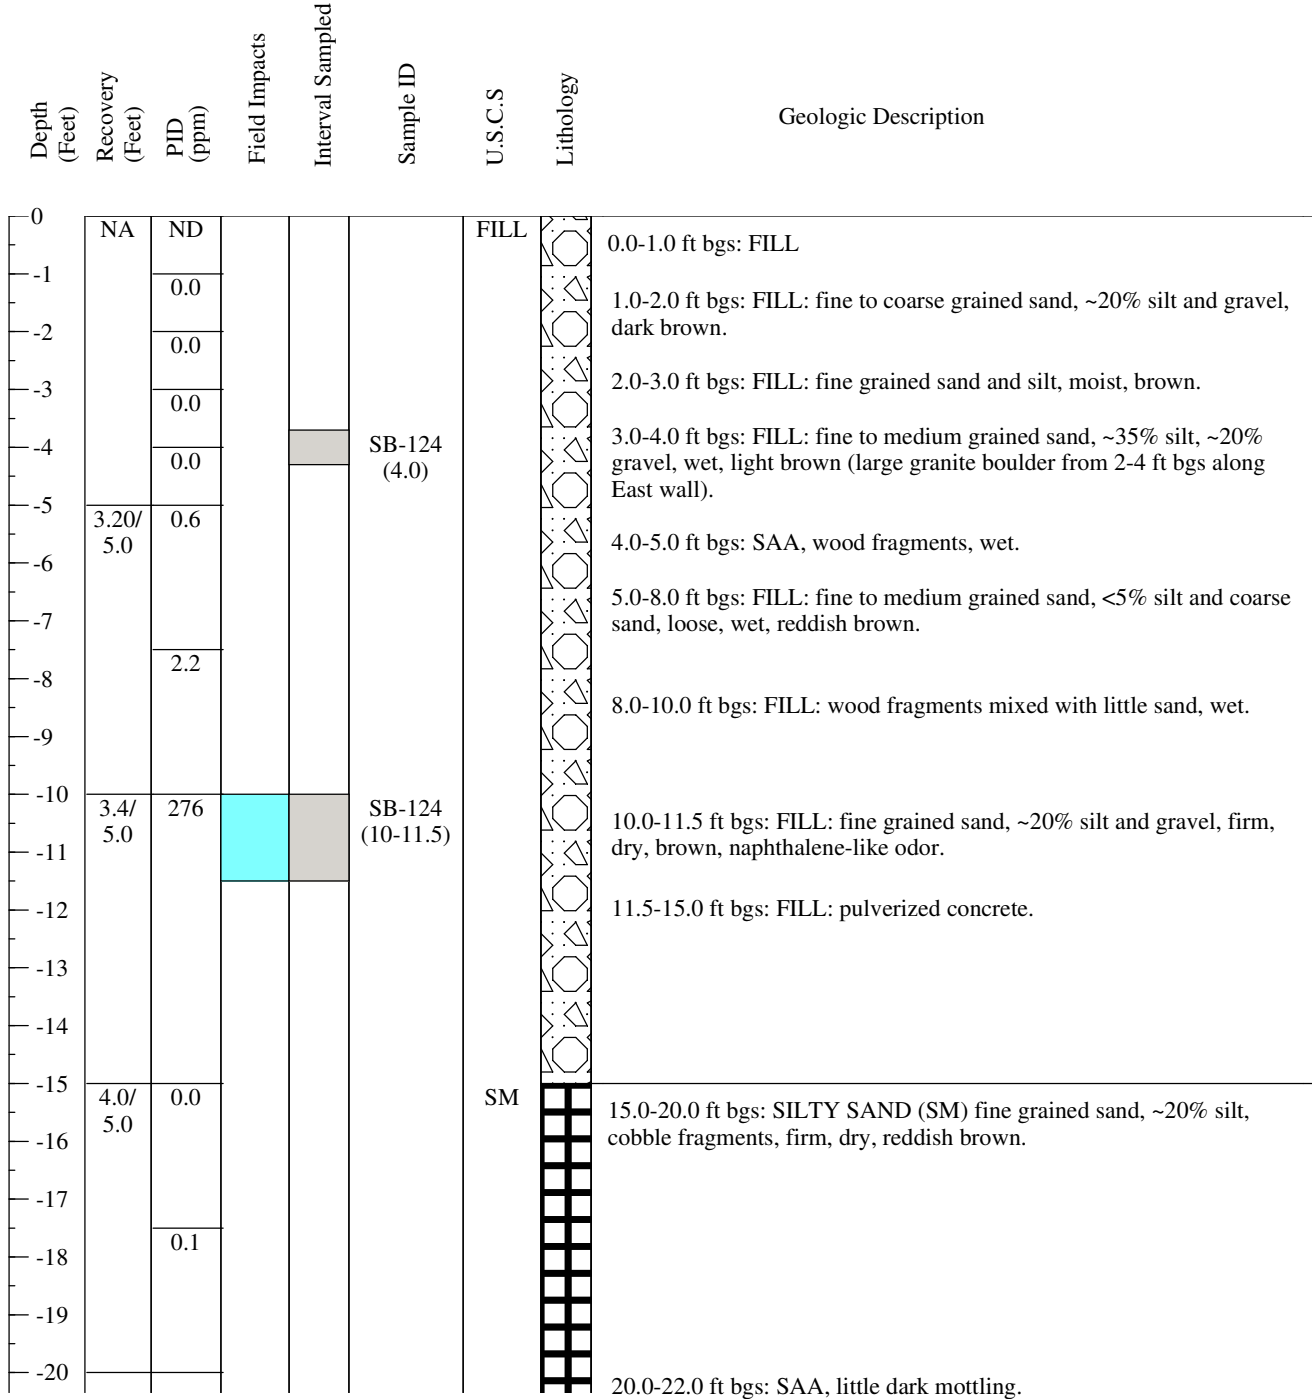 Depth
(Feet)
Recovery
(Feet)
PID
(ppm)
Field Impacts
Interval Sampled
Sample ID
U.S.C.S
Lithology
Geologic Description
0
NA
ND
FILL
0.0-1.0 ft bgs: FILL
-1
0.0
1.0-2.0 ft bgs: FILL: fine to coarse grained sand, ~20% silt and gravel,
dark brown.
-2
0.0
2.0-3.0 ft bgs: FILL: fine grained sand and silt, moist, brown.
-3
0.0
3.0-4.0 ft bgs: FILL: fine to medium grained sand, ~35% silt, ~20%
gravel, wet, light brown (large granite boulder from 2-4 ft bgs along
East wall).
-4
0.0
SB-124
(4.0)
-5
3.20/
5.0
0.6
4.0-5.0 ft bgs: SAA, wood fragments, wet.
-6
5.0-8.0 ft bgs: FILL: fine to medium grained sand, <5% silt and coarse
sand, loose, wet, reddish brown.
-7
2.2
-8
8.0-10.0 ft bgs: FILL: wood fragments mixed with little sand, wet.
-9
-10
3.4/
5.0
276
SB-124
(10-11.5)
10.0-11.5 ft bgs: FILL: fine grained sand, ~20% silt and gravel, firm,
dry, brown, naphthalene-like odor.
-11
-12
11.5-15.0 ft bgs: FILL: pulverized concrete.
-13
-14
-15
4.0/
5.0
0.0
SM
15.0-20.0 ft bgs: SILTY SAND (SM) fine grained sand, ~20% silt,
cobble fragments, firm, dry, reddish brown.
-16
-17
0.1
-18
-19
-20
20.0-22.0 ft bgs: SAA, little dark mottling.